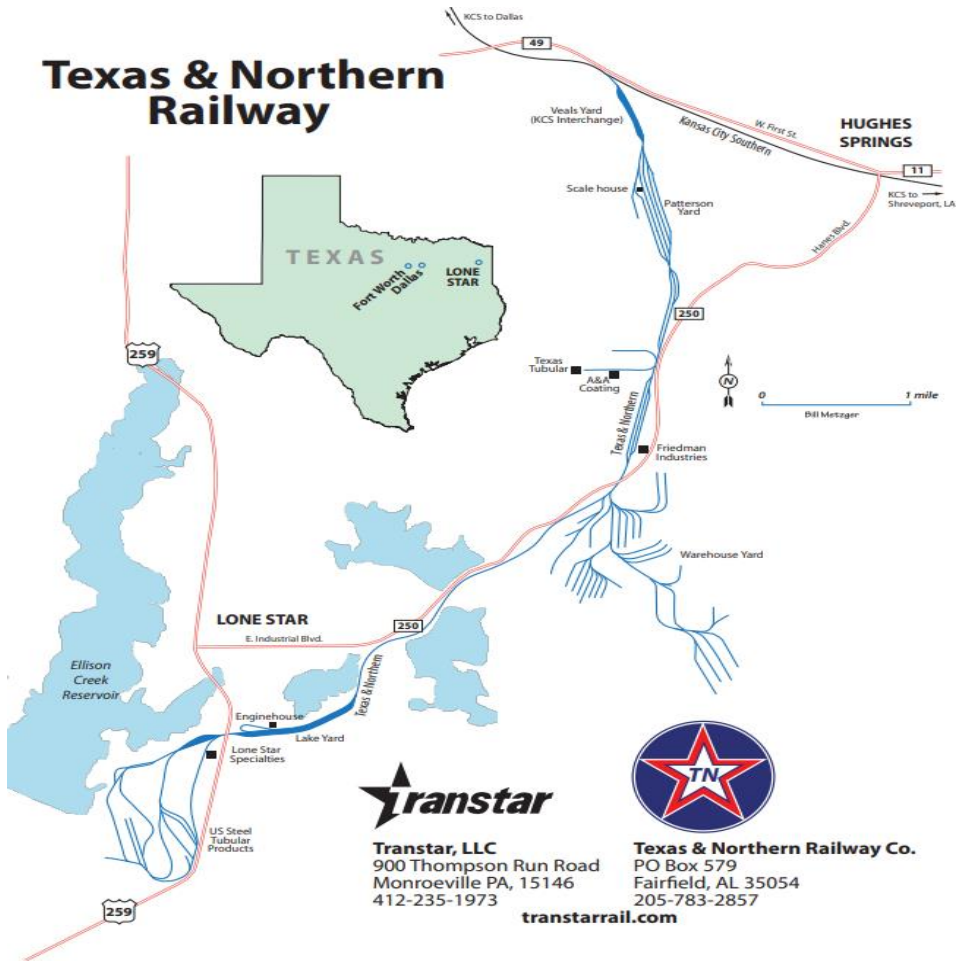 KCS to Dallas
49
Texas & Northern
Railway
Veals Yard
(KCS Interchange)
Kansas City Southern
W. First St.
HUGHES
SPRINGS
11
KCS to
Shreveport, LA
Scale house
Patterson
Yard
Hanes Blvd.
TEXAS
Fort Worth
Dallas
LONE
STAR
250
259
Texas
Tubular
A&A
Coating
N
0
1 mile
Bill Metzger
Texas & Northern
Friedman
Industries
Warehouse Yard
LONE STAR
250
E. Industrial Blvd.
Ellison
Creek
Reservoir
Texas & Northern
Enginehouse
Lake Yard
Lone Star
Specialties
US Steel
Tubular
Products
259
Transtar
TN
Transtar, LLC
900 Thompson Run Road
Monroeville PA, 15146
412-235-1973
Texas & Northern Railway Co.
PO Box 579
Fairfield, AL 35054
205-783-2857
transtarrail.com